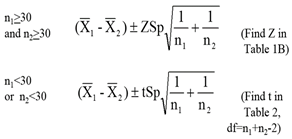 n₁≥30
and n₂≥30
(X̅₁-X̅₂)±ZSp√(1/n₁+1/n₂)
(Find Z in
Table 1B)
n₁<30
or n₂<30
(X̅₁-X̅₂)±tSp√(1/n₁+1/n₂)
(Find t in
Table 2,
df=n₁+n₂-2)